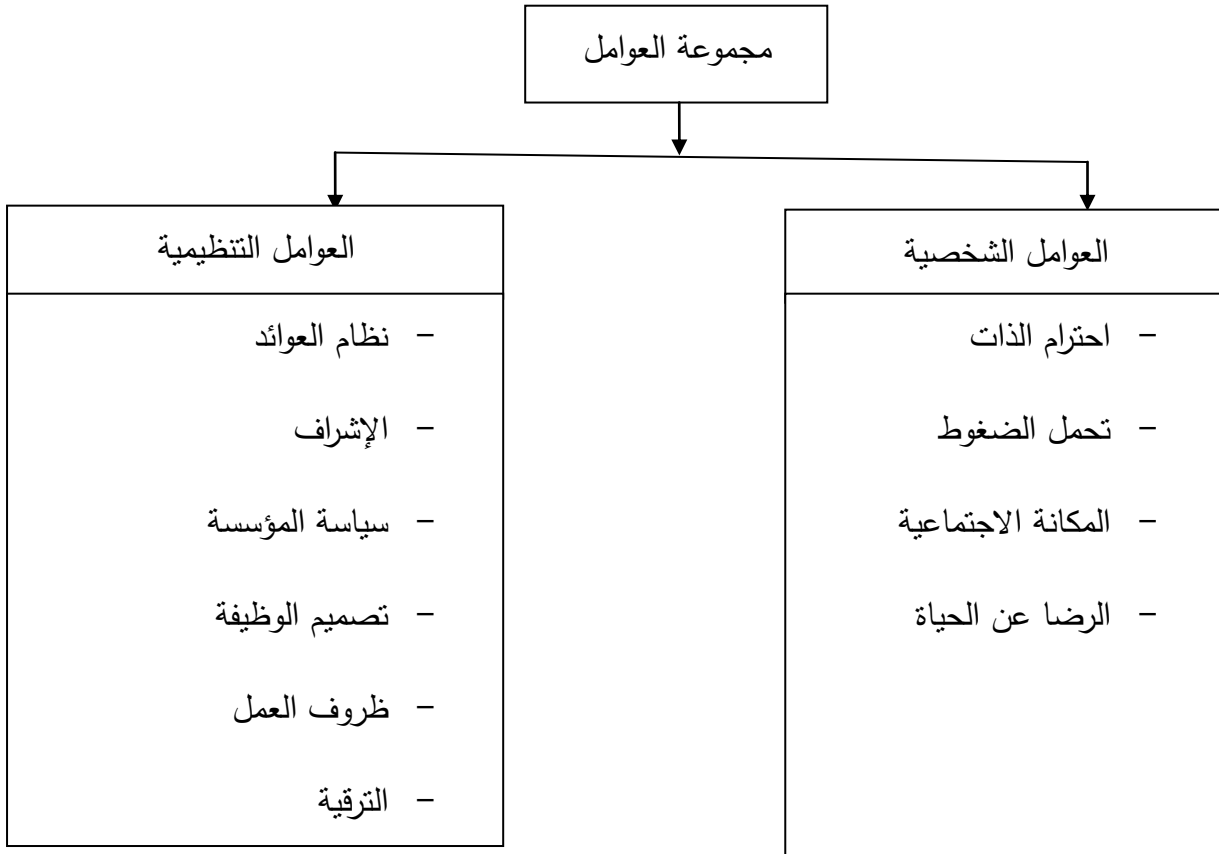 مجموعة العوامل
العوامل الشخصية
- احترام الذات
- تحمل الضغوط
- المكانة الاجتماعية
- الرضا عن الحياة
العوامل التنظيمية
- نظام العوائد
- الإشراف
- سياسة المؤسسة
- تصميم الوظيفة
- ظروف العمل
- الترقية